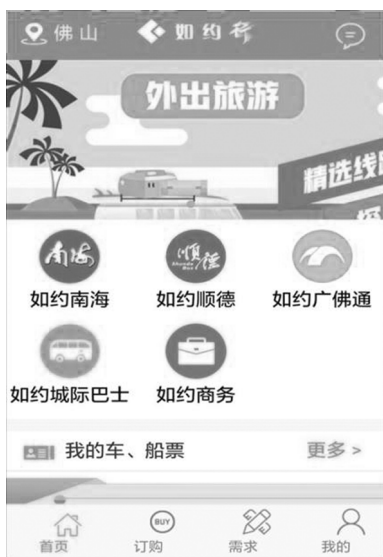 佛山 如约行
外出旅游
精选线
南海 顺德
如约南海 如约顺德 如约广佛通
如约城际巴士 如约商务
我的车、船票 更多 >
BUY
首页 订购 需求 我的